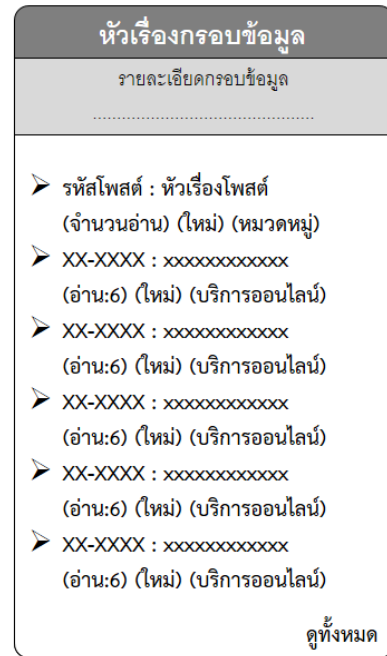 หัวเรื่องกรอบข้อมูล
รายละเอียดกรอบข้อมูล
..............................................
➢ รหัสโพสต์ : หัวเรื่องโพสต์
(จำนวนอ่าน) (ใหม่) (หมวดหมู่)
➢ XX-XXXX : xxxxxxxxxxxx
(อ่าน:6) (ใหม่) (บริการออนไลน์)
➢ XX-XXXX : xxxxxxxxxxxx
(อ่าน:6) (ใหม่) (บริการออนไลน์)
➢ XX-XXXX : xxxxxxxxxxxx
(อ่าน:6) (ใหม่) (บริการออนไลน์)
➢ XX-XXXX : xxxxxxxxxxxx
(อ่าน:6) (ใหม่) (บริการออนไลน์)
➢ XX-XXXX : xxxxxxxxxxxx
(อ่าน:6) (ใหม่) (บริการออนไลน์)
ดูทั้งหมด